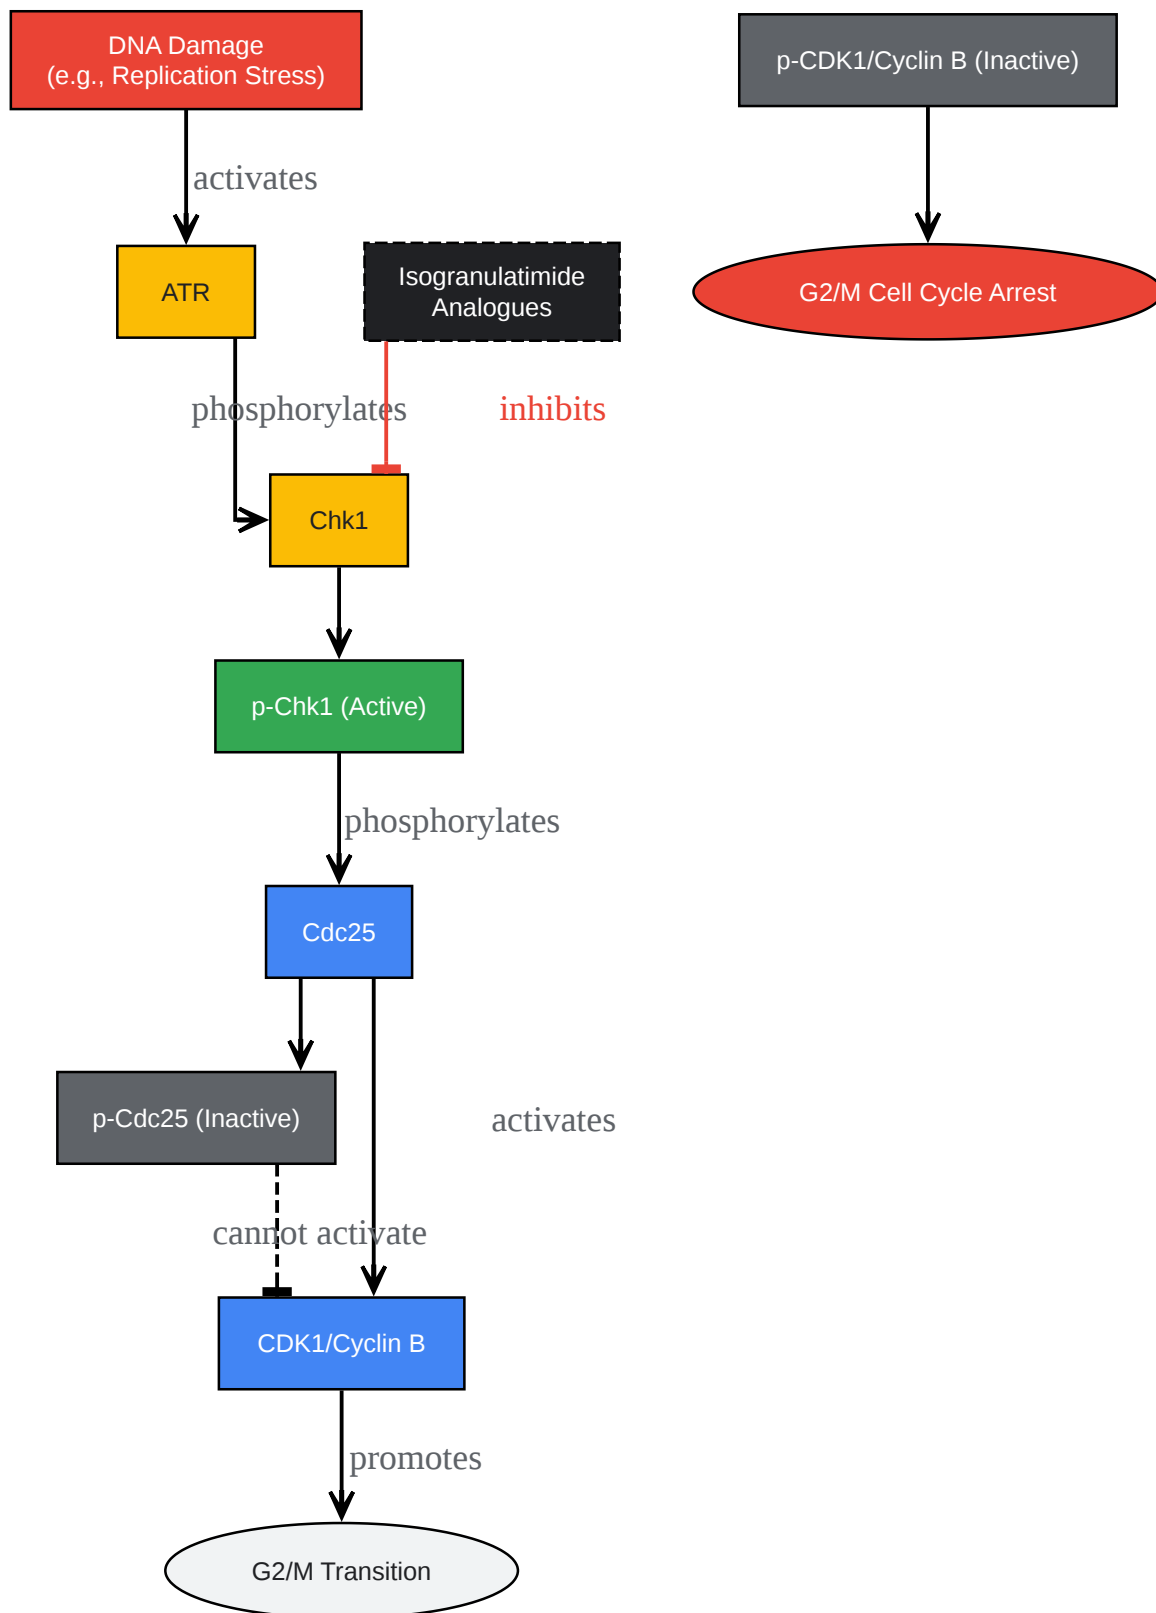 DNA Damage
(e.g., Replication Stress)
p-CDK1/Cyclin B (Inactive)
activates
ATR
Isogranulatimide
Analogues
G2/M Cell Cycle Arrest
phosphorylates
inhibits
Chk1
p-Chk1 (Active)
phosphorylates
Cdc25
p-Cdc25 (Inactive)
activates
cannot activate
CDK1/Cyclin B
promotes
G2/M Transition